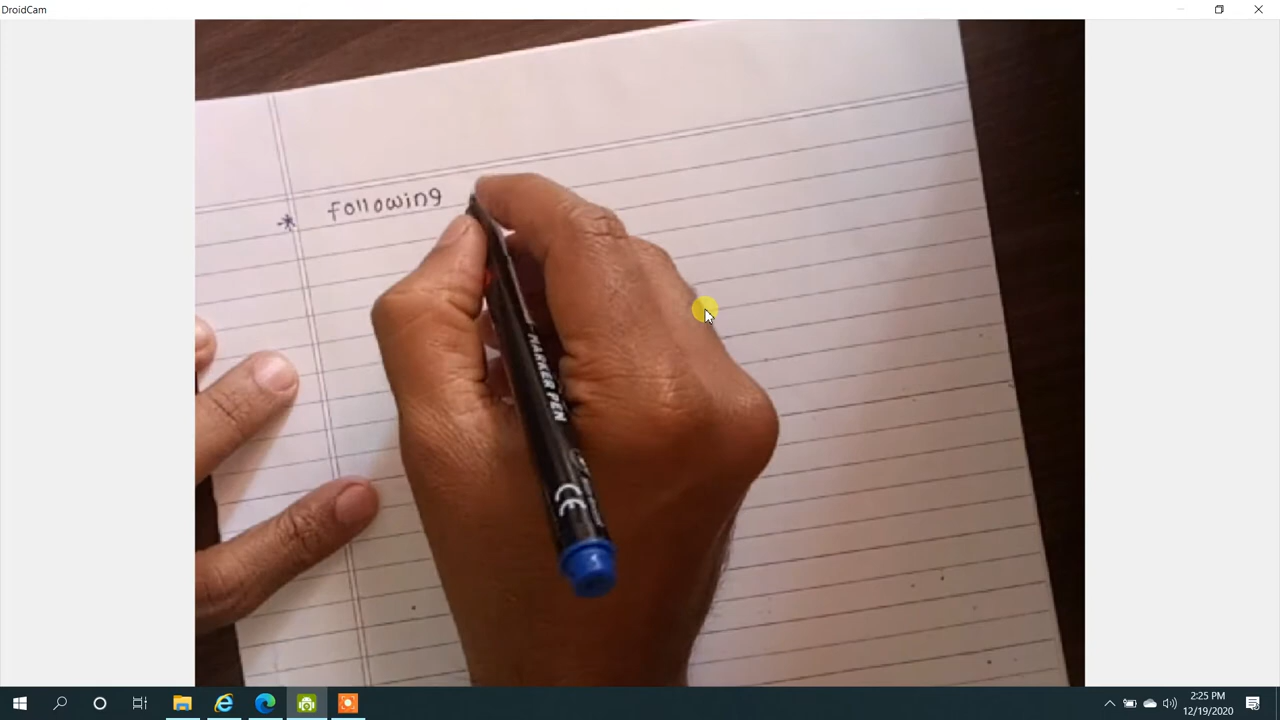 DroidCam
* following
MARKER PEN
CE
2:25 PM
12/19/2020